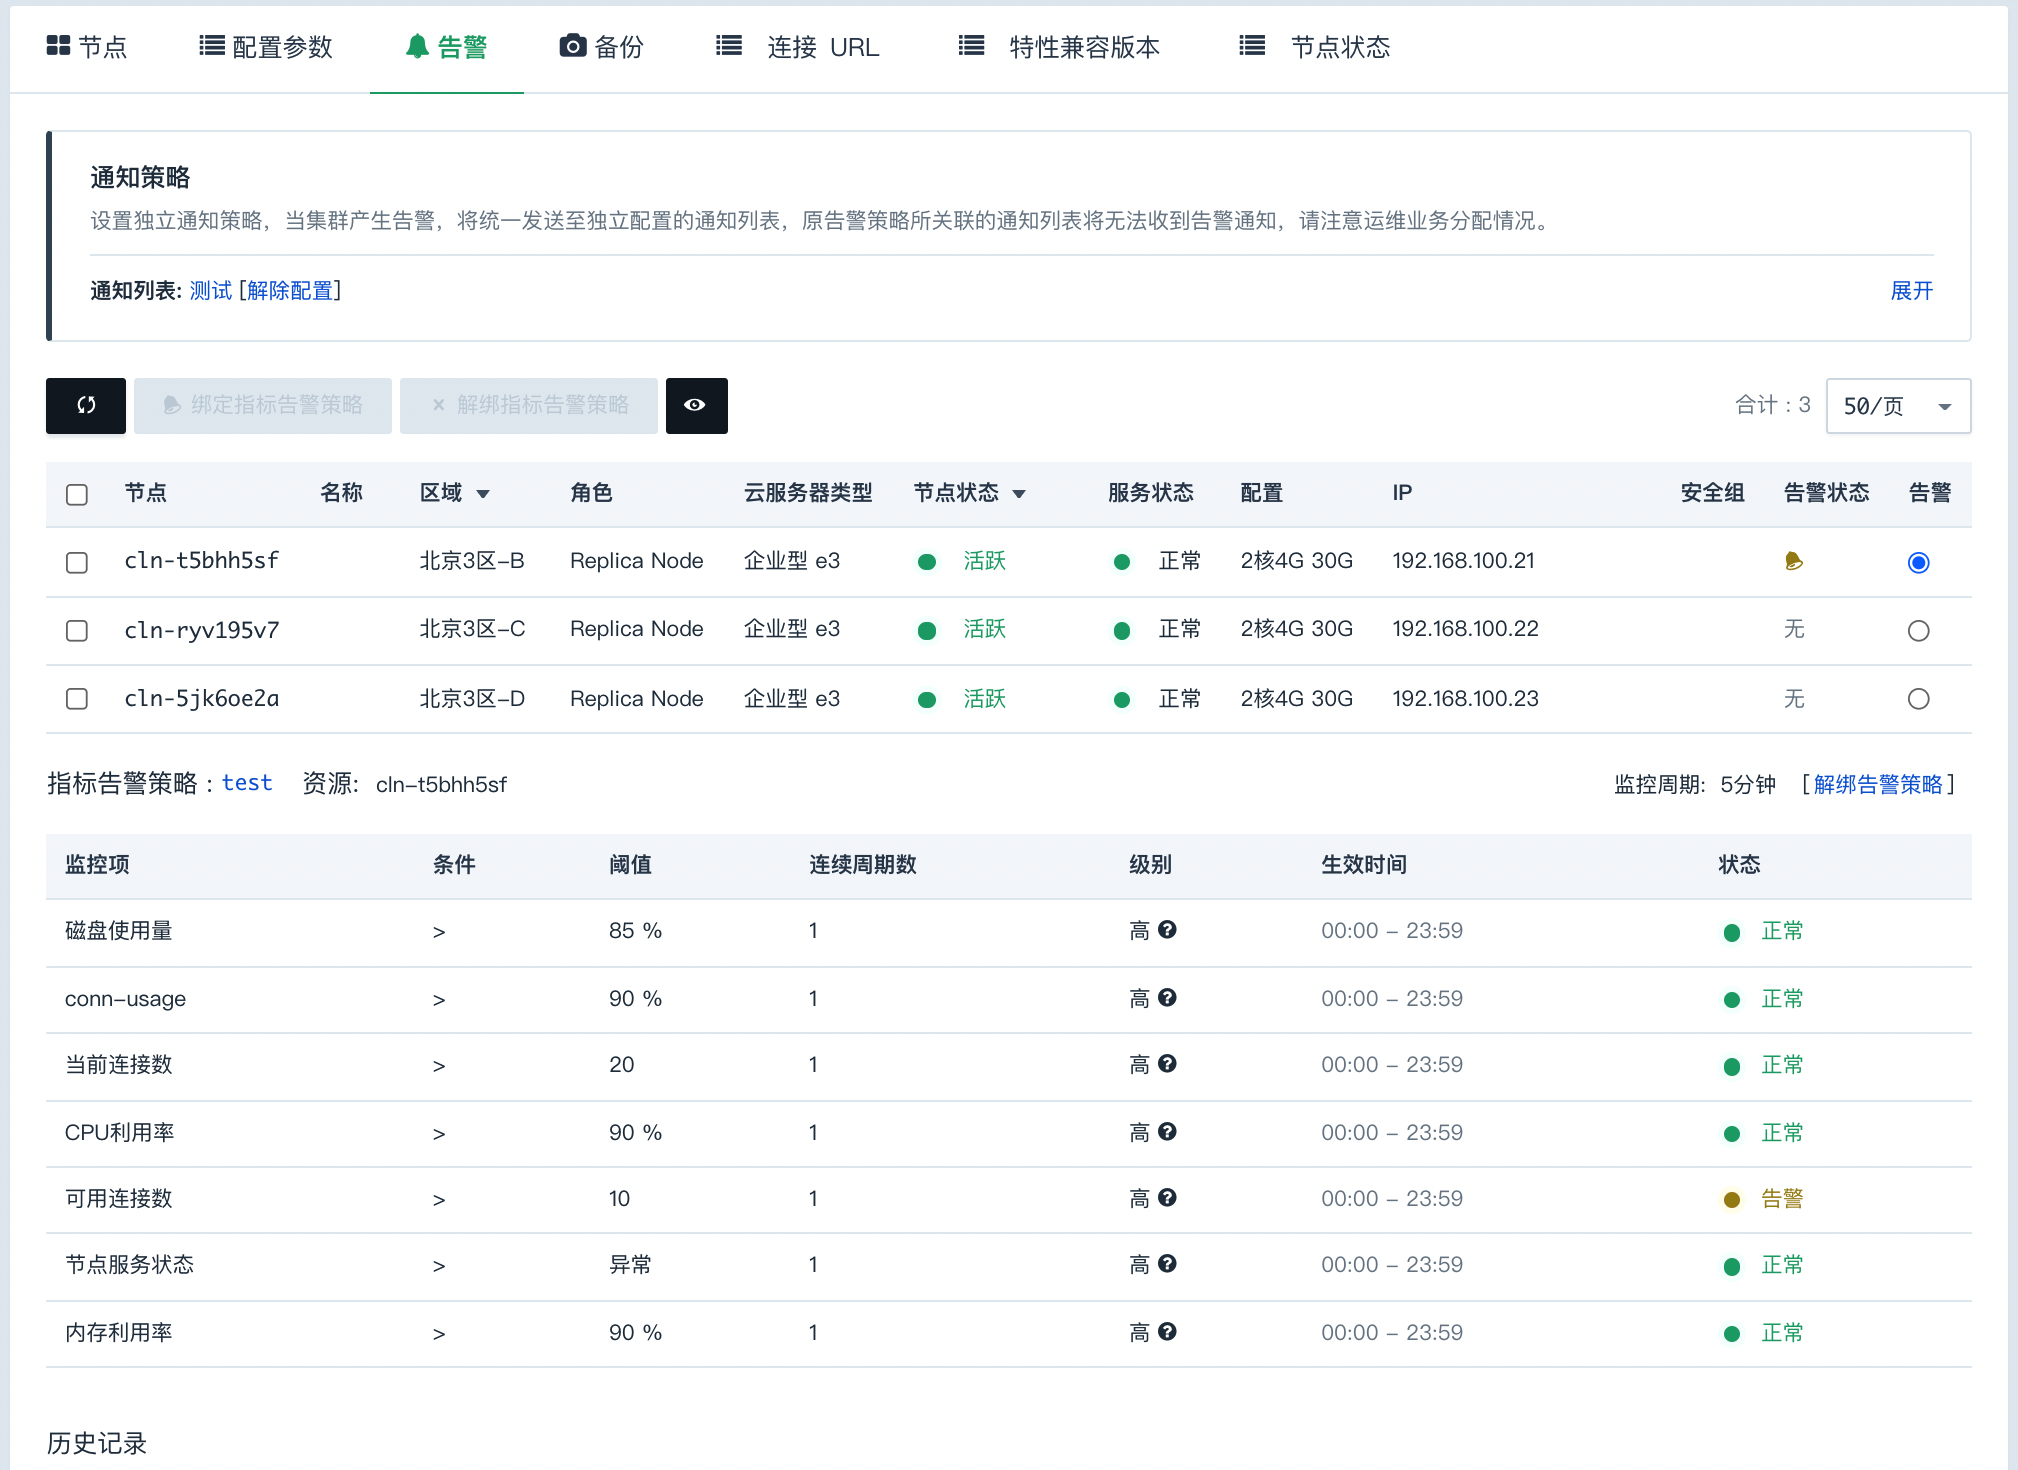 节点 配置参数 告警 备份 连接 URL 特性兼容版本 节点状态
通知策略
设置独立通知策略，当集群产生告警，将统一发送至独立配置的通知列表，原告警策略所关联的通知列表将无法收到告警通知，请注意运维业务分配情况。
通知列表: 测试 [解除配置] 展开
绑定指标告警策略 × 解绑指标告警策略 合计：3 50/页
节点 名称 区域 角色 云服务器类型 节点状态 服务状态 配置 IP 安全组 告警状态 告警
cln-t5bhh5sf 北京3区-B Replica Node 企业型 e3 活跃 正常 2核4G 30G 192.168.100.21
cln-ryv195v7 北京3区-C Replica Node 企业型 e3 活跃 正常 2核4G 30G 192.168.100.22 无
cln-5jk6oe2a 北京3区-D Replica Node 企业型 e3 活跃 正常 2核4G 30G 192.168.100.23 无
指标告警策略：test 资源: cln-t5bhh5sf 监控周期: 5分钟 [解绑告警策略]
监控项 条件 阈值 连续周期数 级别 生效时间 状态
磁盘使用量 > 85 % 1 高 00:00 - 23:59 正常
conn-usage > 90 % 1 高 00:00 - 23:59 正常
当前连接数 > 20 1 高 00:00 - 23:59 正常
CPU利用率 > 90 % 1 高 00:00 - 23:59 正常
可用连接数 > 10 1 高 00:00 - 23:59 告警
节点服务状态 > 异常 1 高 00:00 - 23:59 正常
内存利用率 > 90 % 1 高 00:00 - 23:59 正常
历史记录